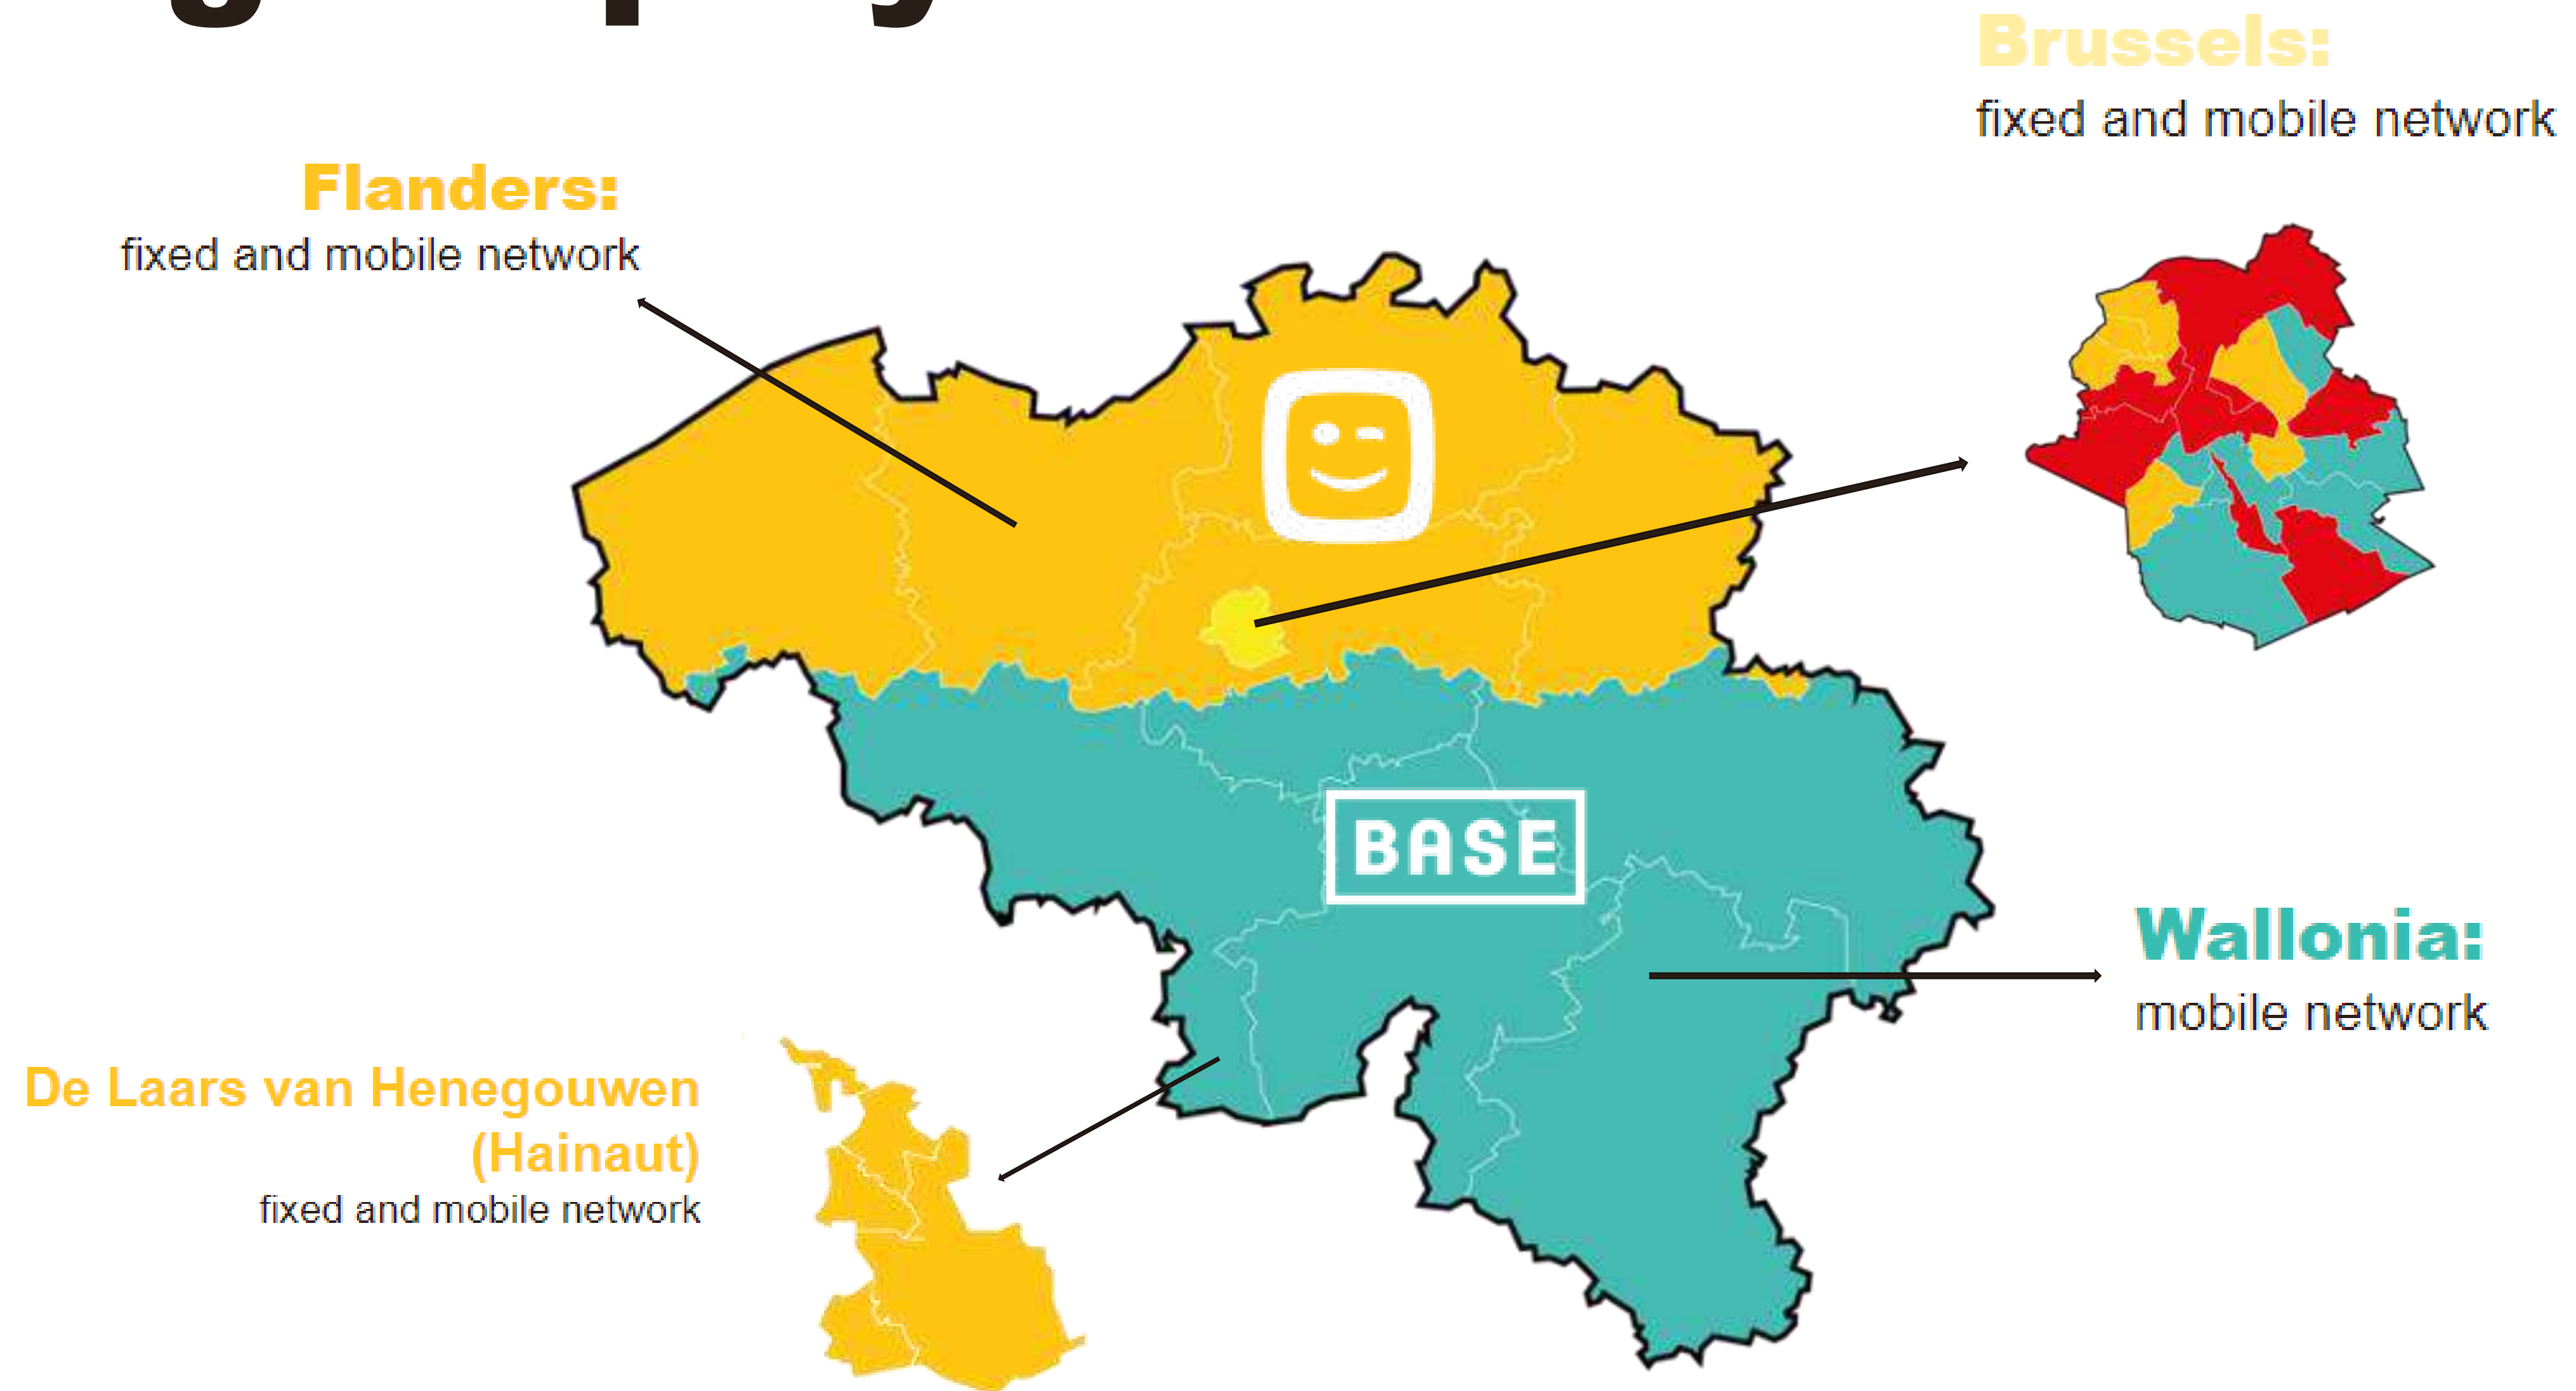 Brussels:
fixed and mobile network
Flanders:
fixed and mobile network
BASE
Wallonia:
mobile network
De Laars van Henegouwen
(Hainaut)
fixed and mobile network